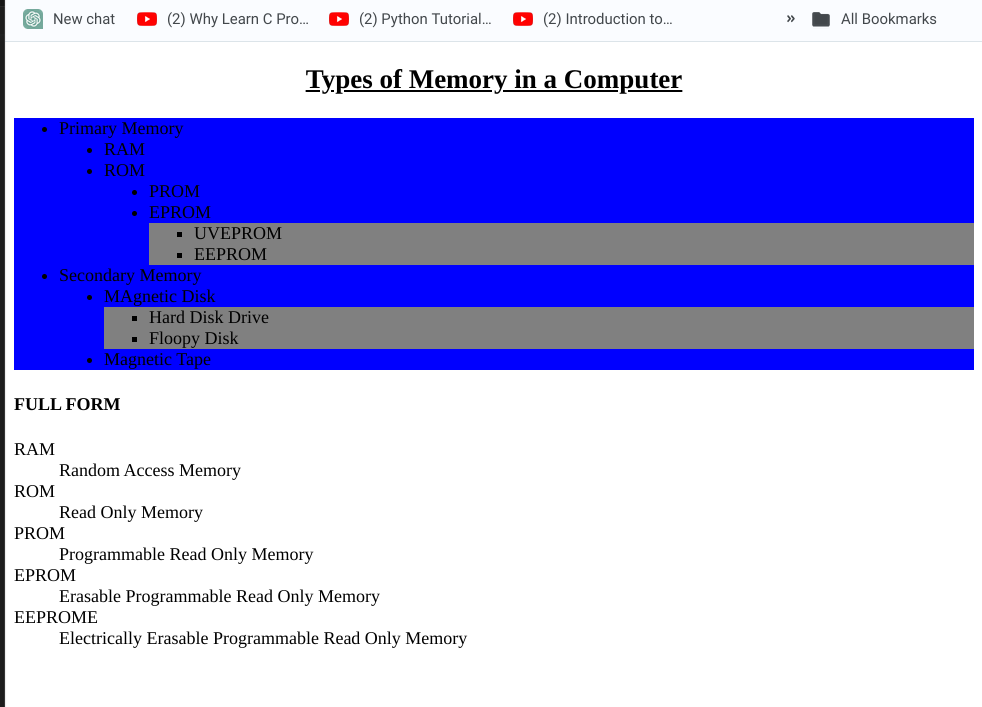 New chat
(2) Why Learn C Pro...
(2) Python Tutorial...
(2) Introduction to...
»
All Bookmarks
Types of Memory in a Computer
Primary Memory
RAM
ROM
PROM
EPROM
UVEPROM
EEPROM
Secondary Memory
MAgnetic Disk
Hard Disk Drive
Floopy Disk
Magnetic Tape
FULL FORM
RAM
Random Access Memory
ROM
Read Only Memory
PROM
Programmable Read Only Memory
EPROM
Erasable Programmable Read Only Memory
EEPROME
Electrically Erasable Programmable Read Only Memory